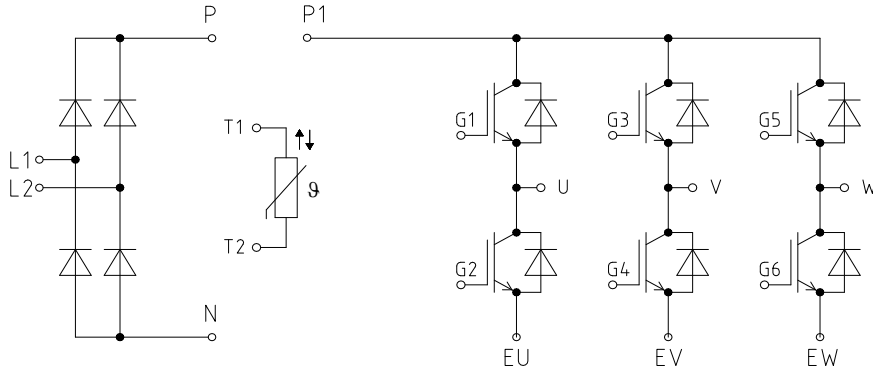 P P1
G1 G3 G5
T1
L1
L2
ϑ U V W
T2
G2 G4 G6
N
EU EV EW